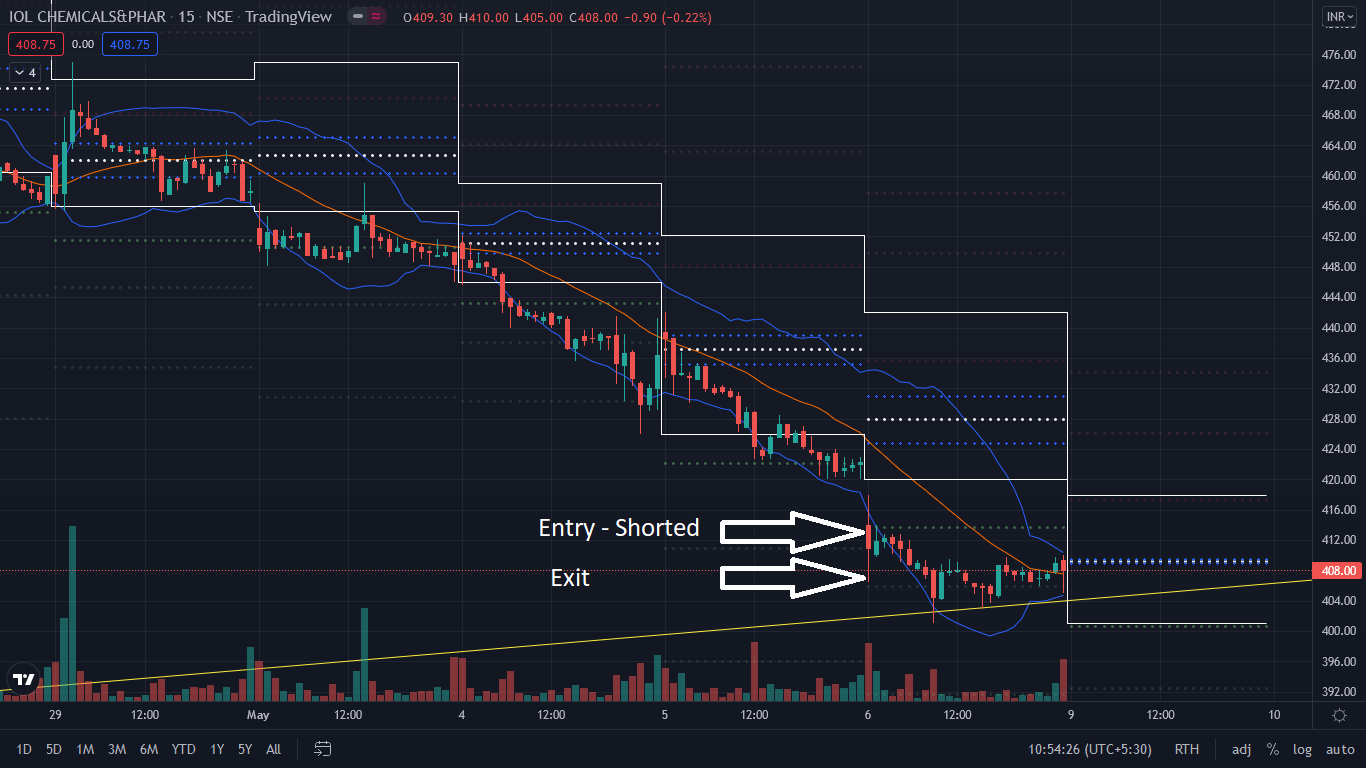 IOL CHEMICALS&PHAR · 15 · NSE · TradingView
O409.30 H410.00 L405.00 C408.00 −0.90 (−0.22%)
INR
408.75 0.00 408.75
4
476.00
472.00
468.00
464.00
460.00
456.00
452.00
448.00
444.00
440.00
436.00
432.00
428.00
424.00
420.00
416.00
Entry - Shorted
412.00
Exit
408.00
404.00
400.00
396.00
392.00
29 12:00 May 12:00 4 12:00 5 12:00 6 12:00 9 12:00 10
1D 5D 1M 3M 6M YTD 1Y 5Y All 10:54:26 (UTC+5:30) RTH adj % log auto